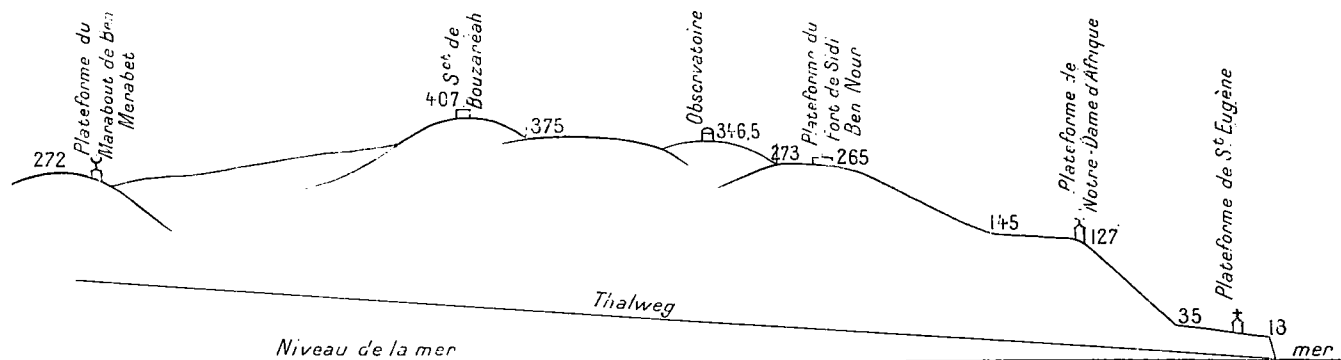 Plateforme du
Marabout de ben
Merabet
272
407
Sct. de
Bouzaréah
375
Observatoire
346,5
Plateforme du
Fort de Sidi
Ben Nour
273
265
145
Plateforme de
Notre-Dame d'Afrique
127
Plateforme de St Eugène
35
13
Thalweg
Niveau de la mer
mer